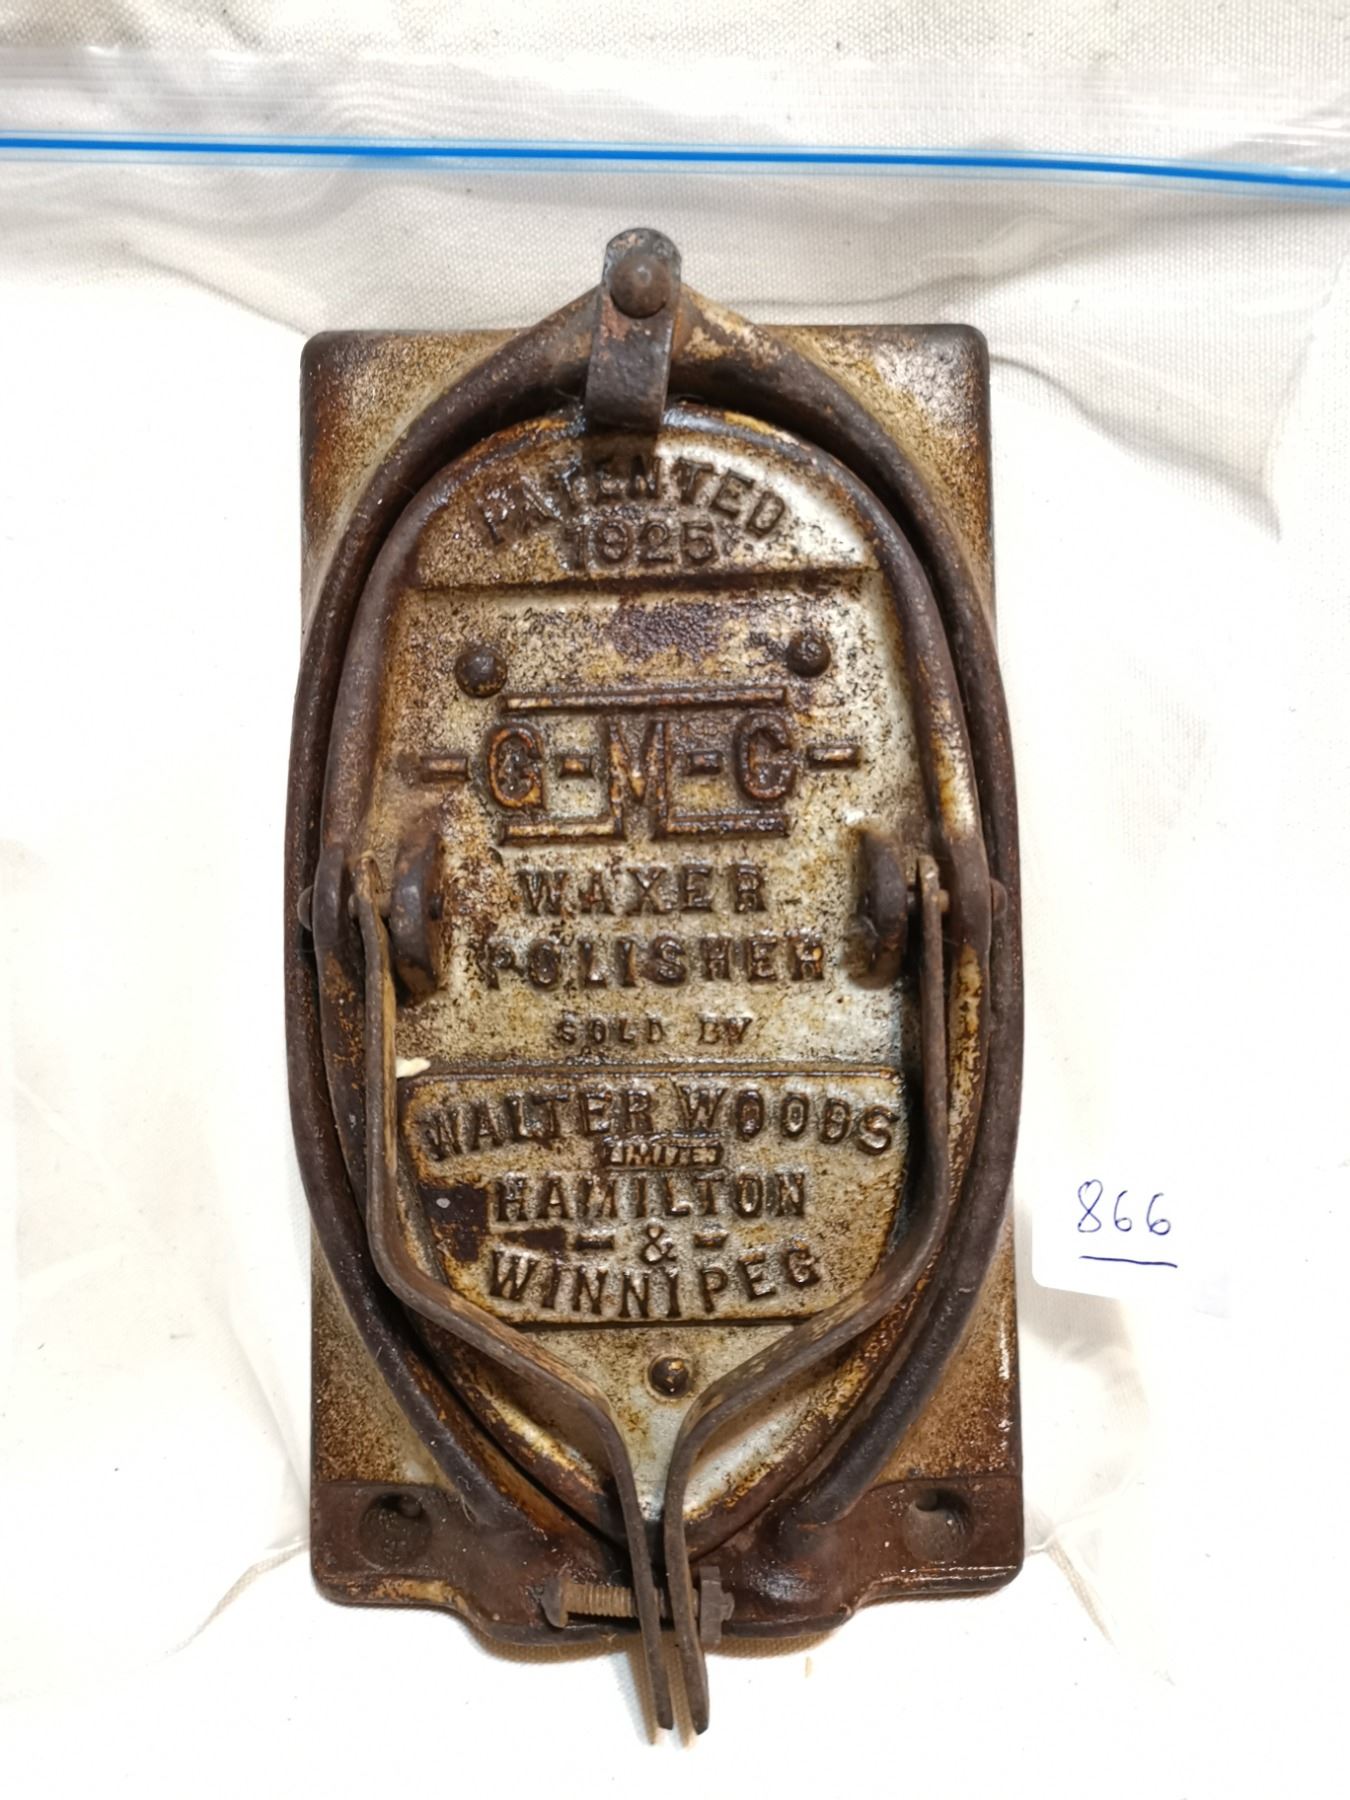 PATENTED
1925
-G-M-C-
WAXER
POLISHER
SOLD BY
WALTER WOODS
LIMITED
HAMILTON
- & -
WINNIPEG
866